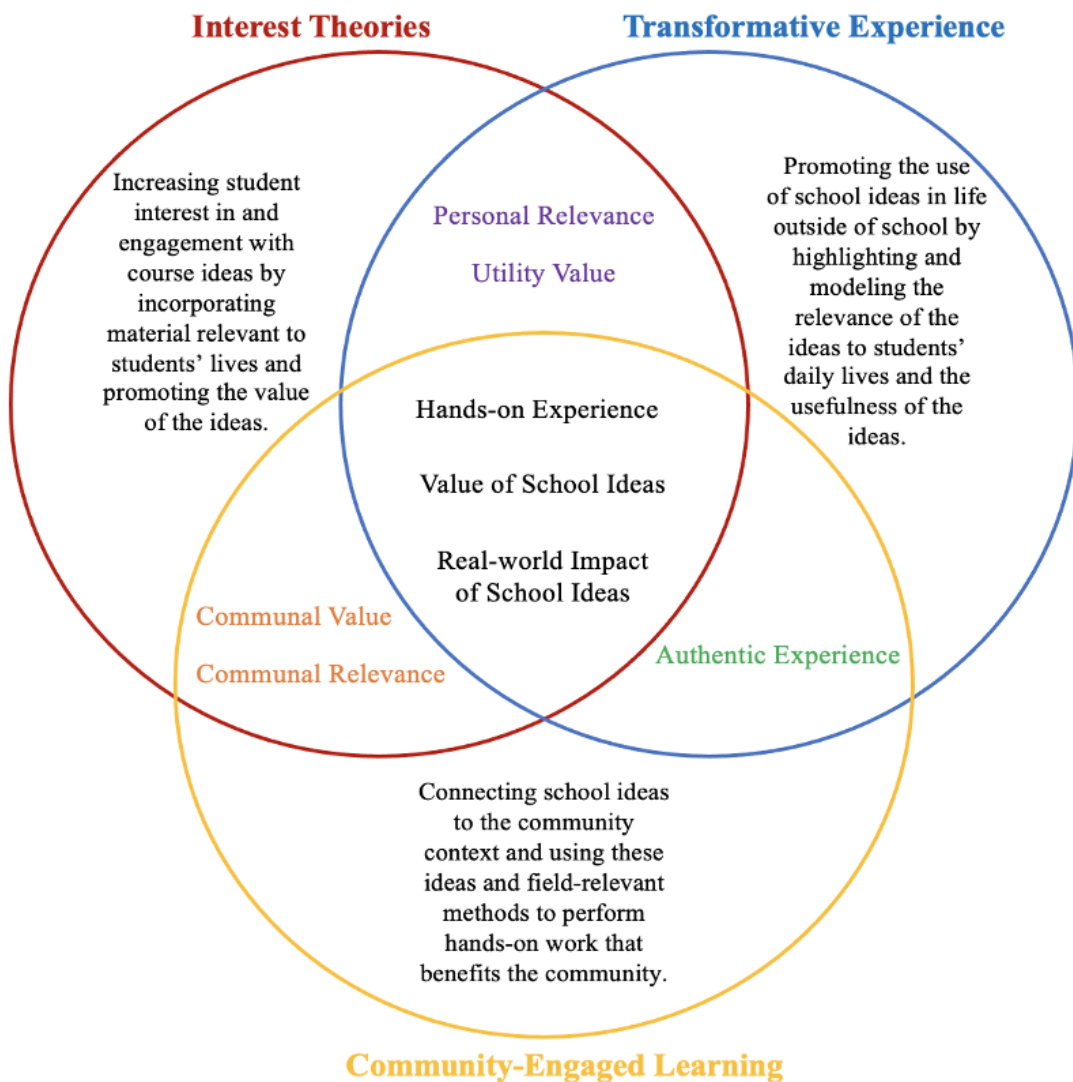 Interest Theories
Transformative Experience
Increasing student
interest in and
engagement with
course ideas by
incorporating
material relevant to
students' lives and
promoting the value
of the ideas.
Personal Relevance
Utility Value
Promoting the use
of school ideas in life
outside of school by
highlighting and
modeling the
relevance of the
ideas to students'
daily lives and the
usefulness of the
ideas.
Hands-on Experience
Value of School Ideas
Real-world Impact
of School Ideas
Communal Value
Communal Relevance
Authentic Experience
Connecting school ideas
to the community
context and using these
ideas and field-relevant
methods to perform
hands-on work that
benefits the community.
Community-Engaged Learning